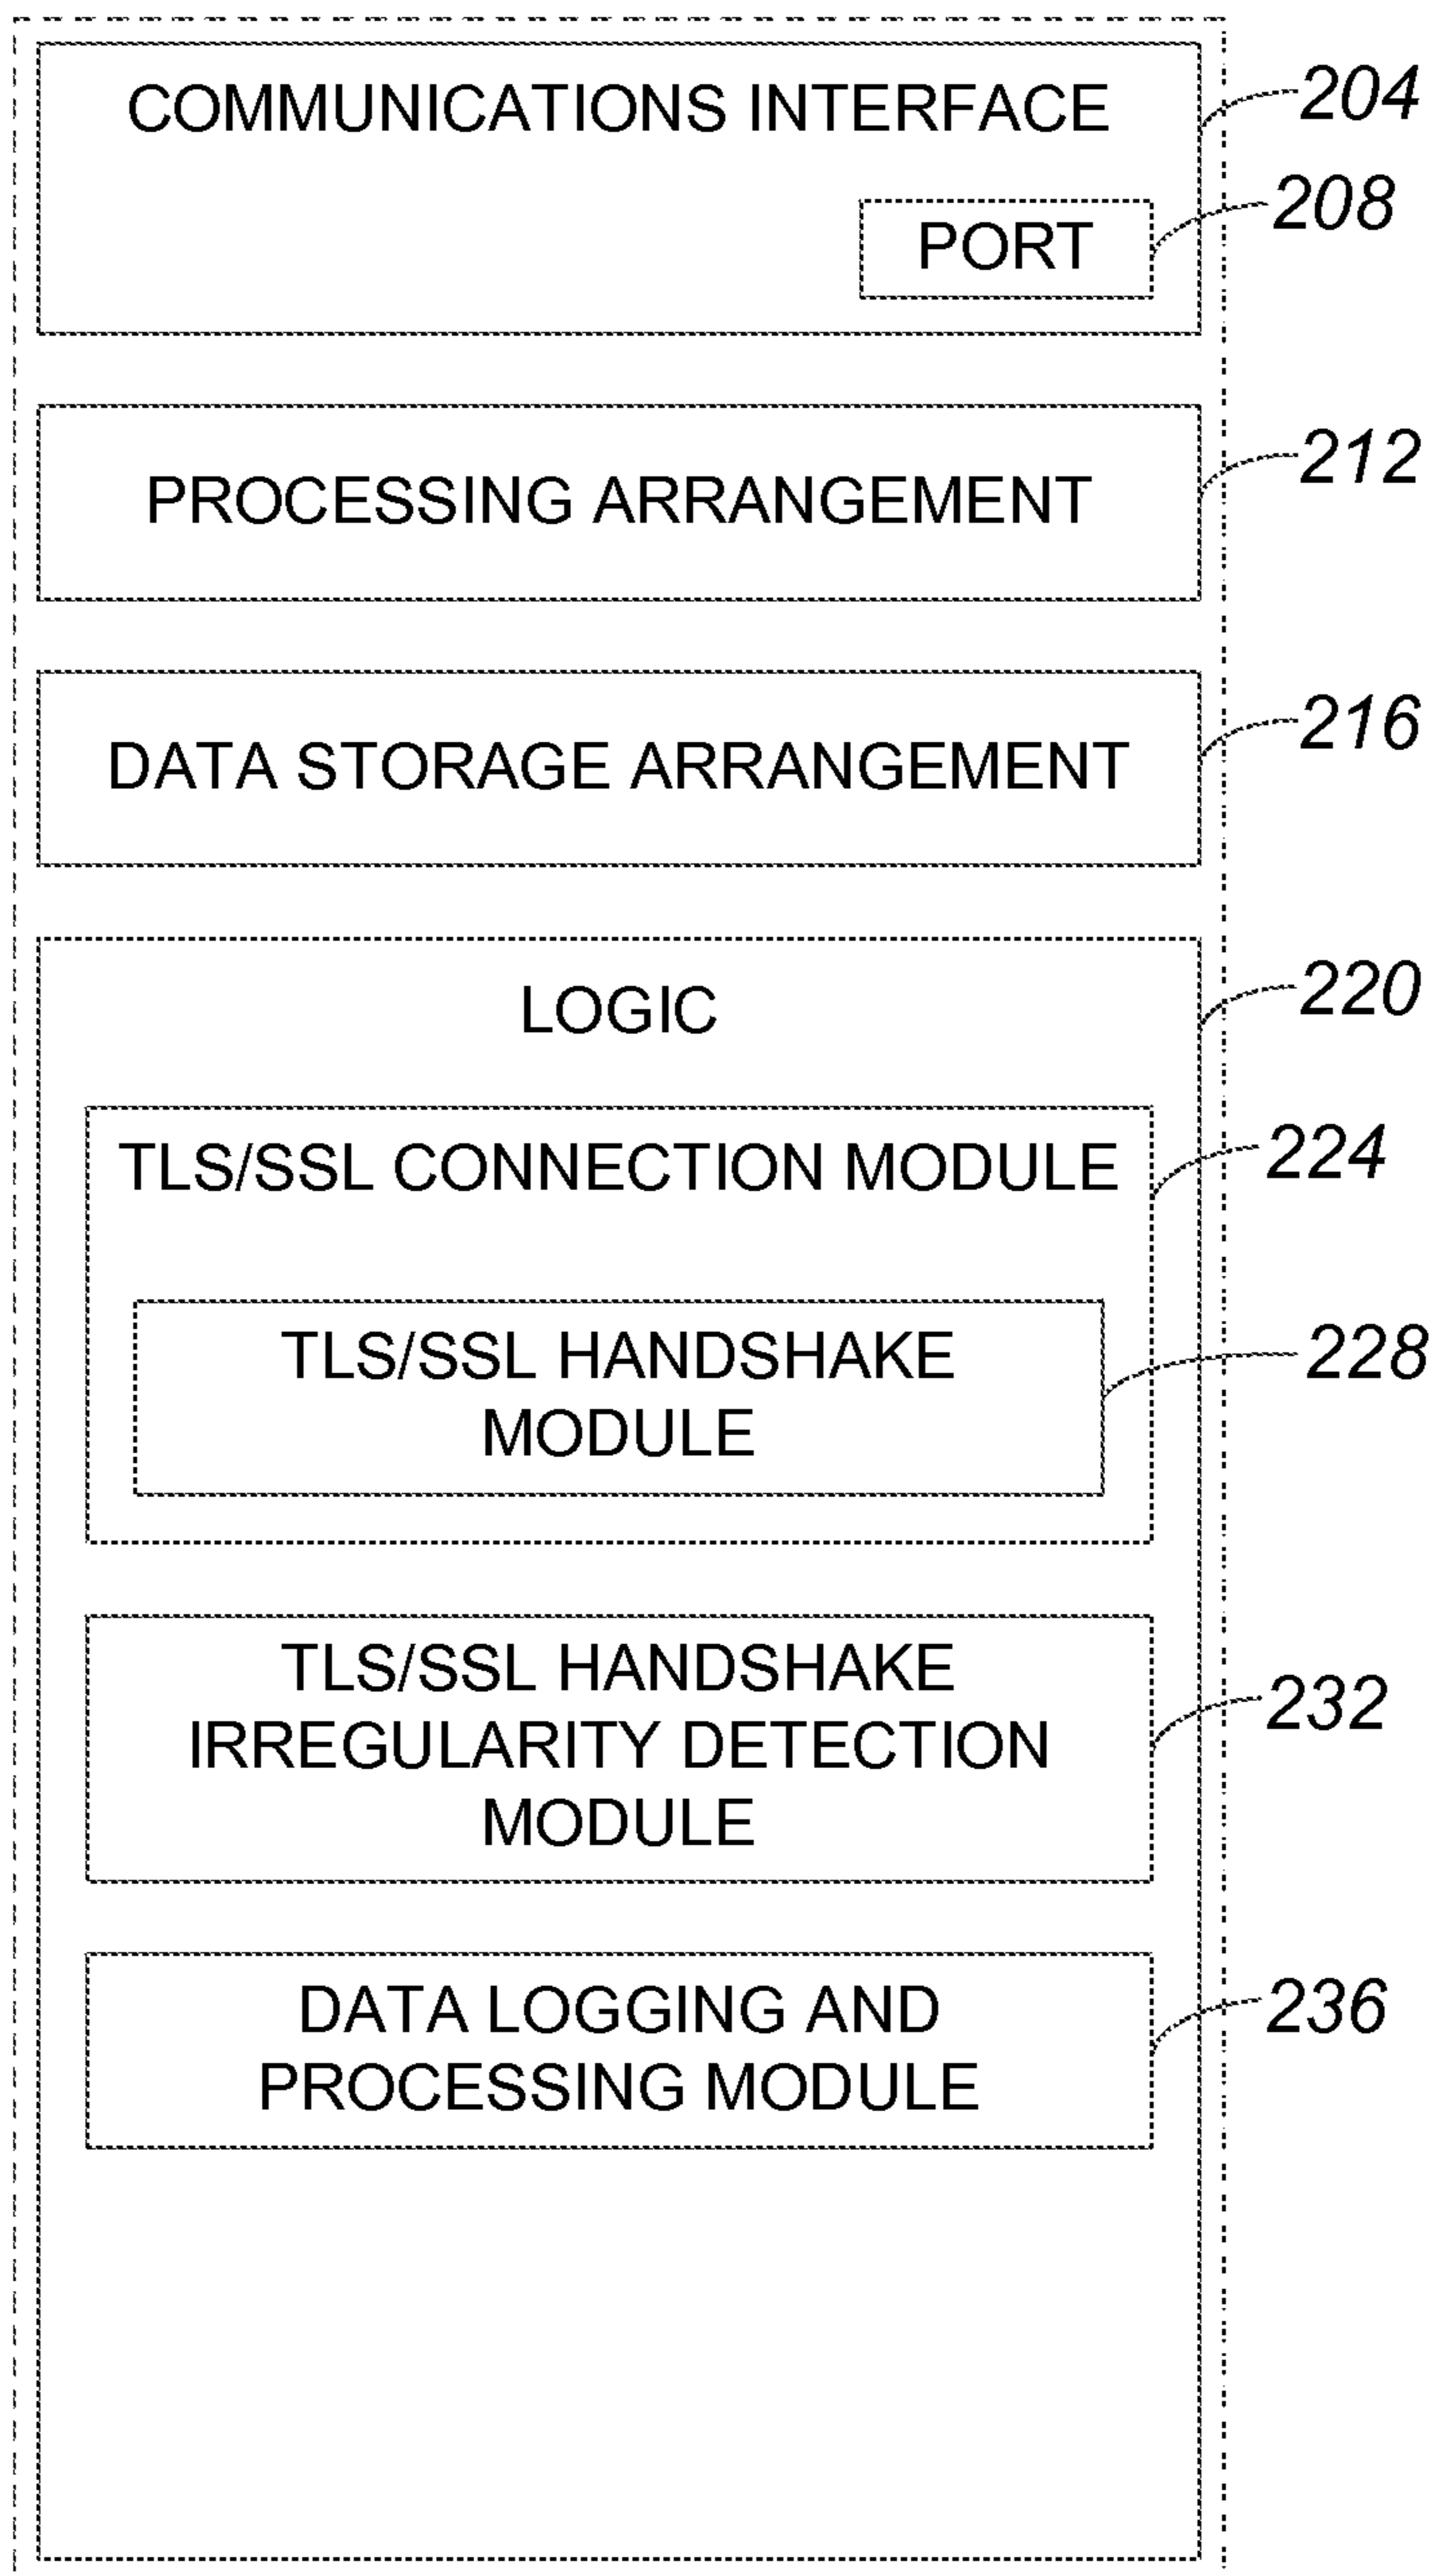 COMMUNICATIONS INTERFACE
204
PORT
208
PROCESSING ARRANGEMENT
212
DATA STORAGE ARRANGEMENT
216
LOGIC
220
TLS/SSL CONNECTION MODULE
224
TLS/SSL HANDSHAKE
MODULE
228
TLS/SSL HANDSHAKE
IRREGULARITY DETECTION
MODULE
232
DATA LOGGING AND
PROCESSING MODULE
236